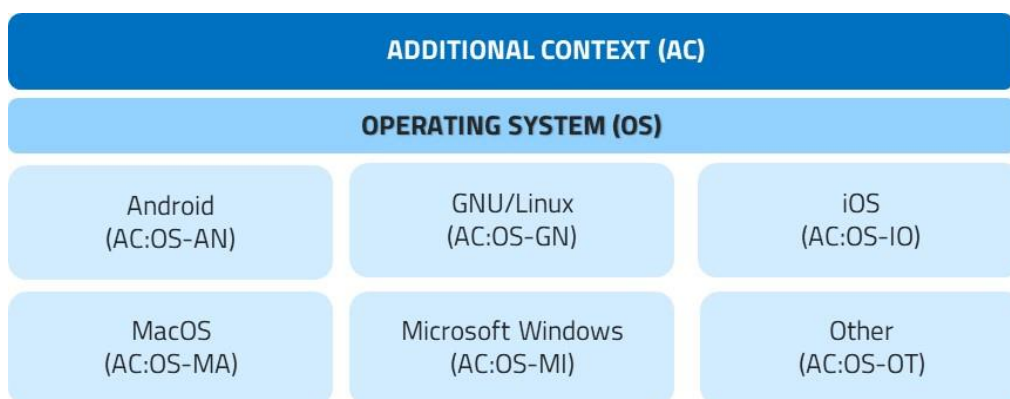 ADDITIONAL CONTEXT (AC)
OPERATING SYSTEM (OS)
Android
(AC:OS-AN)
GNU/Linux
(AC:OS-GN)
iOS
(AC:OS-IO)
MacOS
(AC:OS-MA)
Microsoft Windows
(AC:OS-MI)
Other
(AC:OS-OT)